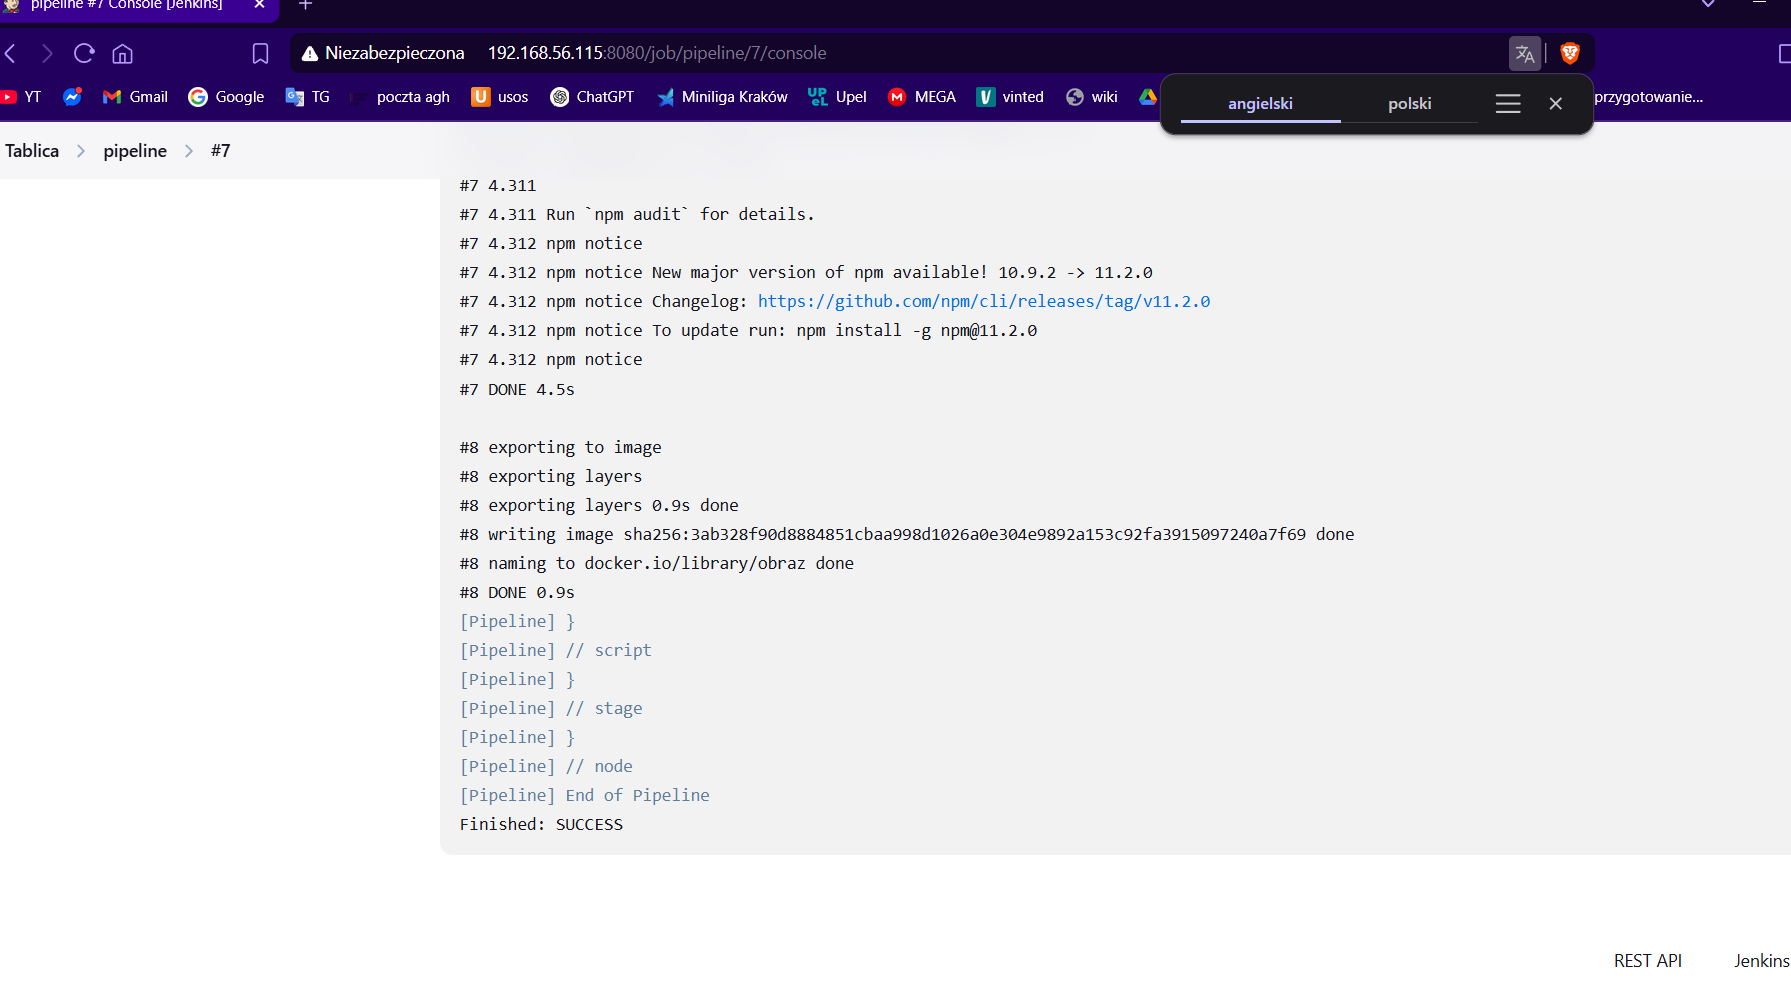 pipeline #7 Console [Jenkins]
Niezabezpieczona 192.168.56.115:8080/job/pipeline/7/console
YT Gmail Google TG poczta agh usos ChatGPT Miniliga Kraków Upel MEGA vinted wiki przygotowanie...
angielski polski
Tablica > pipeline > #7
#7 4.311
#7 4.311 Run `npm audit` for details.
#7 4.312 npm notice
#7 4.312 npm notice New major version of npm available! 10.9.2 -> 11.2.0
#7 4.312 npm notice Changelog: https://github.com/npm/cli/releases/tag/v11.2.0
#7 4.312 npm notice To update run: npm install -g npm@11.2.0
#7 4.312 npm notice
#7 DONE 4.5s
#8 exporting to image
#8 exporting layers
#8 exporting layers 0.9s done
#8 writing image sha256:3ab328f90d8884851cbaa998d1026a0e304e9892a153c92fa3915097240a7f69 done
#8 naming to docker.io/library/obraz done
#8 DONE 0.9s
[Pipeline] }
[Pipeline] // script
[Pipeline] }
[Pipeline] // stage
[Pipeline] }
[Pipeline] // node
[Pipeline] End of Pipeline
Finished: SUCCESS
REST API Jenkins